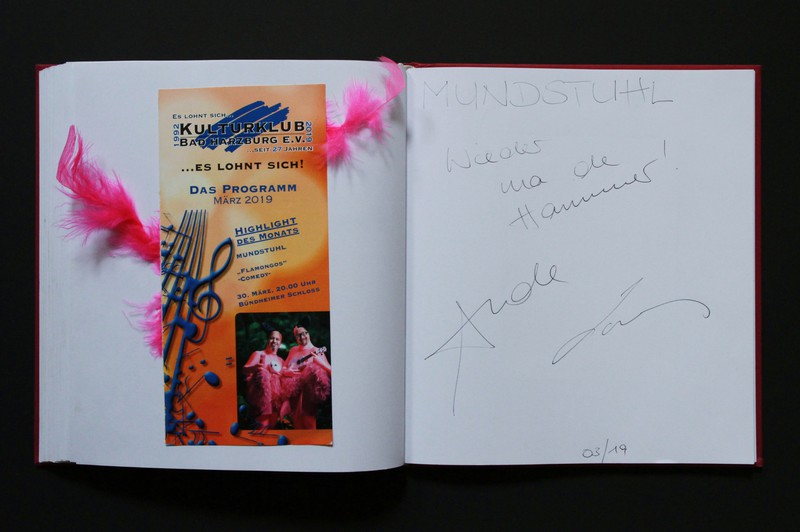 ES LOHNT SICH...
1992 KULTURKLUB 2019
BAD HARZBURG E.V.
...SEIT 27 JAHREN
...ES LOHNT SICH!
DAS PROGRAMM
MÄRZ 2019
HIGHLIGHT
DES MONATS
MUNDSTUHL
„FLAMONGOS“
-COMEDY-
30. MÄRZ, 20.00 UHR
BÜNDHEIMER SCHLOSS
MUNDSTUHL
Wieder
ma de
Hammer!
Ande
03/19